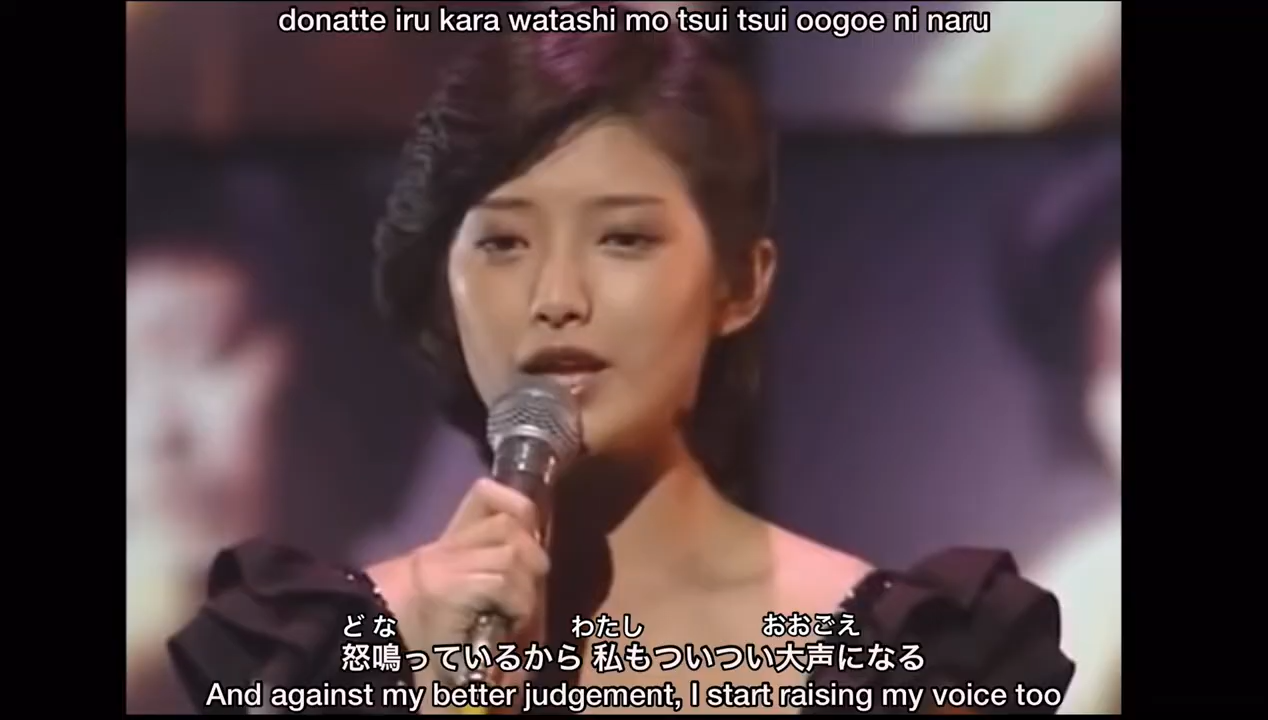 donatte iru kara watashi mo tsui tsui oogoe ni naru
どな わたし おおごえ
怒鳴っているから 私もついつい大声になる
And against my better judgement, I start raising my voice too